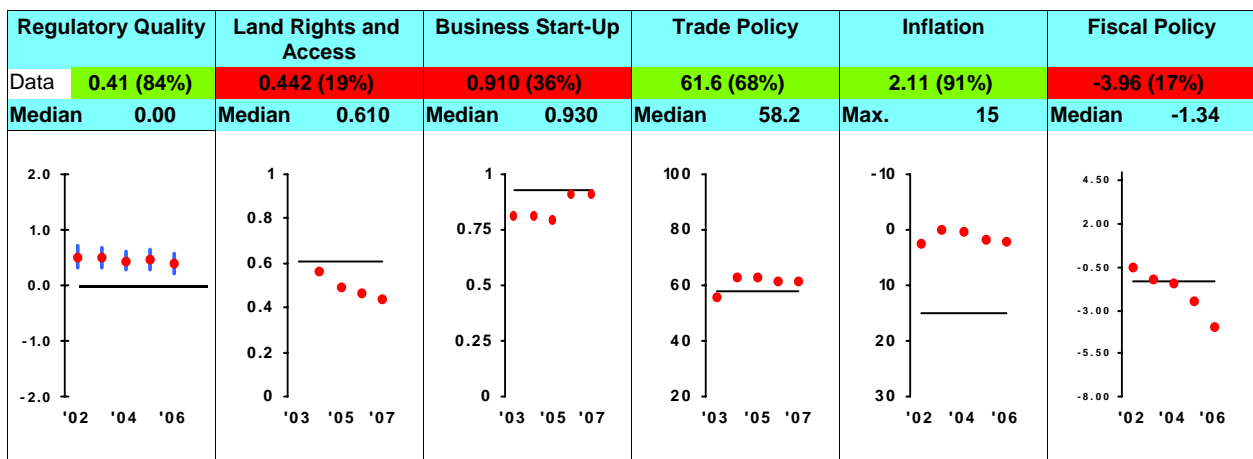 Regulatory Quality
Land Rights and
Access
Business Start-Up
Trade Policy
Inflation
Fiscal Policy
Data 0.41 (84%)
0.442 (19%)
0.910 (36%)
61.6 (68%)
2.11 (91%)
-3.96 (17%)
Median 0.00
Median 0.610
Median 0.930
Median 58.2
Max. 15
Median -1.34
2.0
1.0
0.0
-1.0
-2.0
'02 '04 '06
1
0.8
0.6
0.4
0.2
0
'03 '05 '07
1
0.75
0.5
0.25
0
'03 '05 '07
100
80
60
40
20
'03 '05 '07
-10
0
10
20
30
'02 '04 '06
4.50
2.00
-0.50
-3.00
-5.50
-8.00
'02 '04 '06